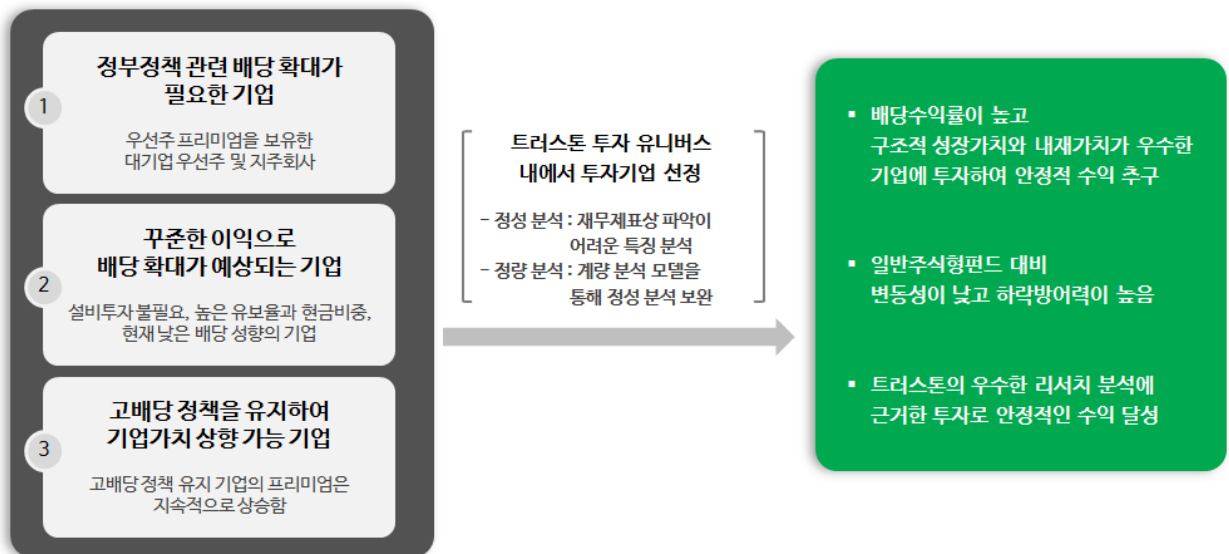 정부정책 관련 배당 확대가
필요한 기업
1
우선주 프리미엄을 보유한
대기업 우선주 및 지주회사
꾸준한 이익으로
배당 확대가 예상되는 기업
2
설비투자 불필요, 높은 유보율과 현금비중,
현재 낮은 배당 성향의 기업
고배당 정책을 유지하여
기업가치 상향 가능 기업
3
고배당 정책 유지 기업의 프리미엄은
지속적으로 상승함
트러스톤 투자 유니버스
내에서 투자기업 선정
- 정성 분석 : 재무제표상 파악이
어려운 특징 분석
- 정량 분석 : 계량 분석 모델을
통해 정성 분석 보완
▪ 배당수익률이 높고
구조적 성장가치와 내재가치가 우수한
기업에 투자하여 안정적 수익 추구
▪ 일반주식형펀드 대비
변동성이 낮고 하락방어력이 높음
▪ 트러스톤의 우수한 리서치 분석에
근거한 투자로 안정적인 수익 달성